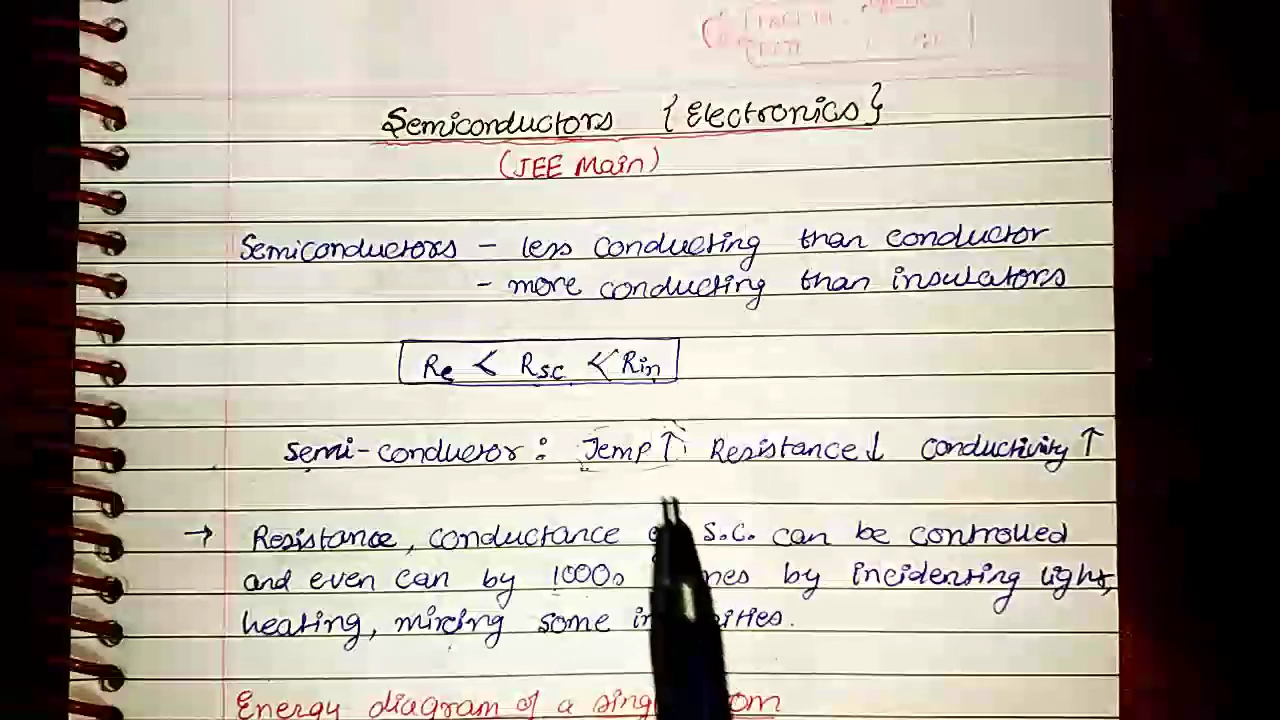 Semiconductors {Electronics}
(JEE Main)
Semiconductors - less conducting than conductor
- more conducting than insulators
Rc < Rsc < Rin
Semi-conductor : Temp ↑ Resistance ↓ conductivity ↑
→ Resistance, conductance S.C. can be controlled
and even can by 1000s by incidenting light,
heating, mixing some
Energy diagram of a